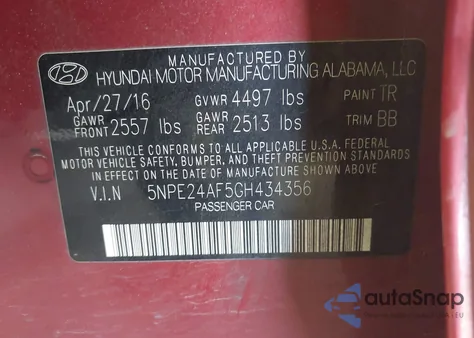 MANUFACTURED BY
HYUNDAI MOTOR MANUFACTURING ALABAMA, LLC
Apr/27/16 GVWR 4497 lbs PAINT TR
GAWR FRONT 2557 lbs GAWR REAR 2513 lbs TRIM BB
THIS VEHICLE CONFORMS TO ALL APPLICABLE U.S.A. FEDERAL
MOTOR VEHICLE SAFETY, BUMPER, AND THEFT PREVENTION STANDARDS
IN EFFECT ON THE DATE OF MANUFACTURE SHOWN ABOVE.
V.I.N 5NPE24AF5GH434356
PASSENGER CAR
autoSnap